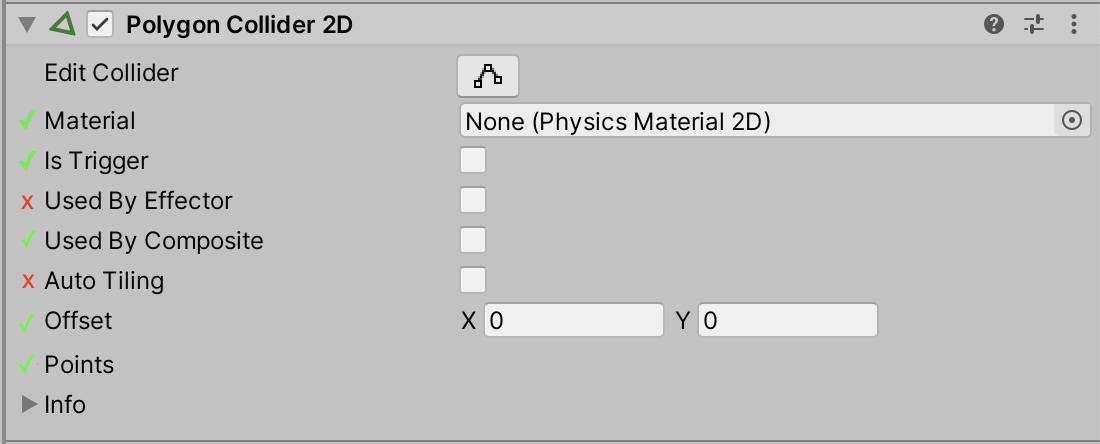 Polygon Collider 2D
Edit Collider
Material None (Physics Material 2D)
Is Trigger
x Used By Effector
Used By Composite
x Auto Tiling
Offset X 0 Y 0
Points
Info